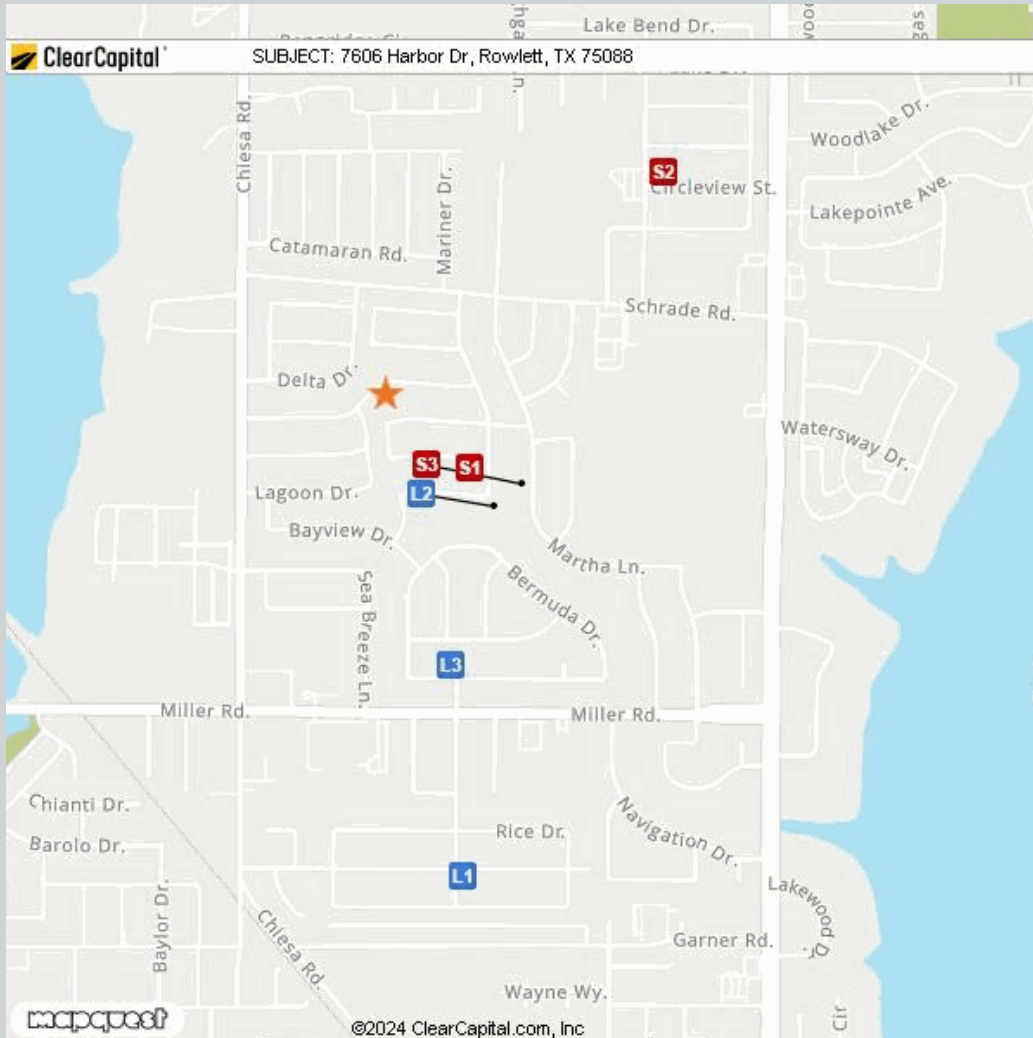 Lake Bend Dr.
ClearCapital
SUBJECT: 7606 Harbor Dr, Rowlett, TX 75088
Chiesa Rd.
Woodlake Dr.
Mariner Dr.
S2
Circleview St.
Lakepointe Ave.
Catamaran Rd.
Schrade Rd.
Delta Dr.
Watersway Dr.
S3
S1
L2
Lagoon Dr.
Bayview Dr.
Martha Ln.
Bermuda Dr.
Sea Breeze Ln.
L3
Miller Rd.
Miller Rd.
Chianti Dr.
Rice Dr.
Navigation Dr.
Barolo Dr.
L1
Lakewood Dr.
Baylor Dr.
Chiesa Rd.
Garner Rd.
Wayne Wy.
Cir
mapquest
©2024 ClearCapital.com, Inc